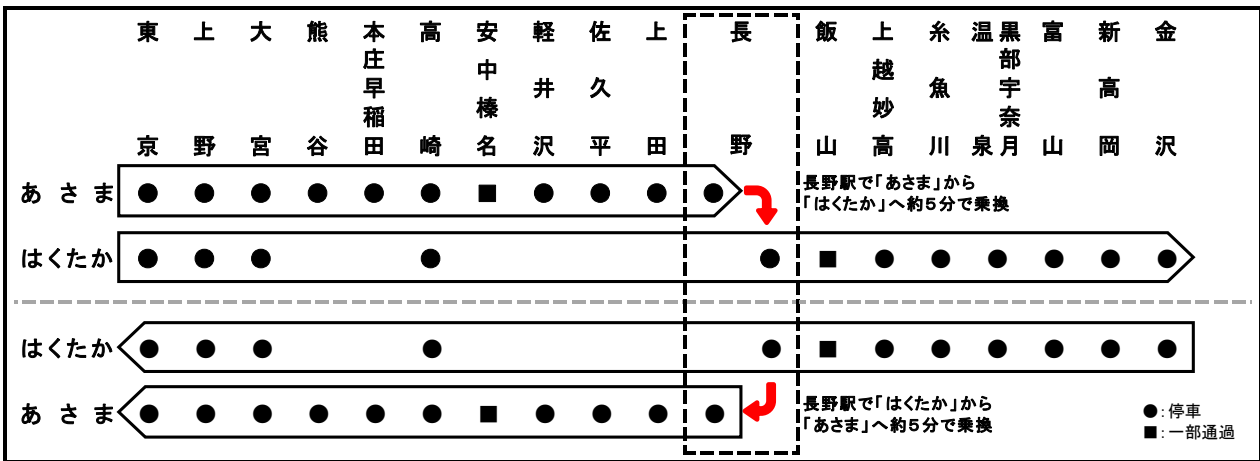 東京
上野
大宮
熊谷
本庄早稲田
高崎
安中榛名
軽井沢
佐久平
上田
長野
飯山
上越妙高
糸魚川
黒部宇奈月温泉
富山
新高岡
金沢
あさま
長野駅で「あさま」から
「はくたか」へ約5分で乗換
はくたか
はくたか
あさま
長野駅で「はくたか」から
「あさま」へ約5分で乗換
●:停車
■:一部通過